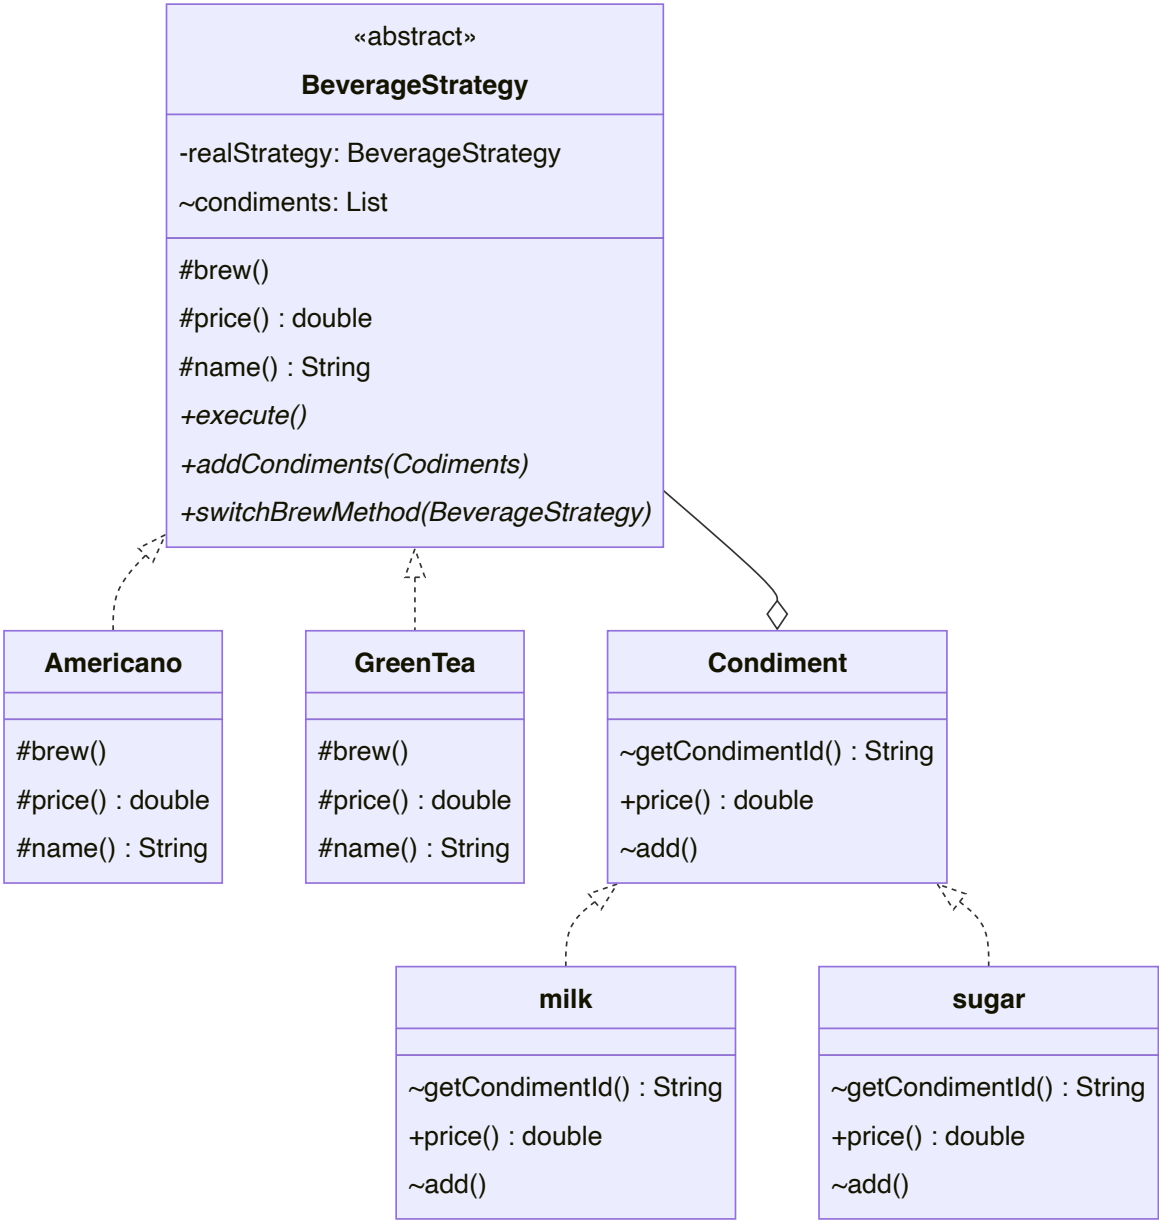 «abstract»
BeverageStrategy
-realStrategy: BeverageStrategy
~condiments: List
#brew()
#price() : double
#name() : String
+execute()
+addCondiments(Codiments)
+switchBrewMethod(BeverageStrategy)
Americano
#brew()
#price() : double
#name() : String
GreenTea
#brew()
#price() : double
#name() : String
Condiment
~getCondimentId() : String
+price() : double
~add()
milk
~getCondimentId() : String
+price() : double
~add()
sugar
~getCondimentId() : String
+price() : double
~add()